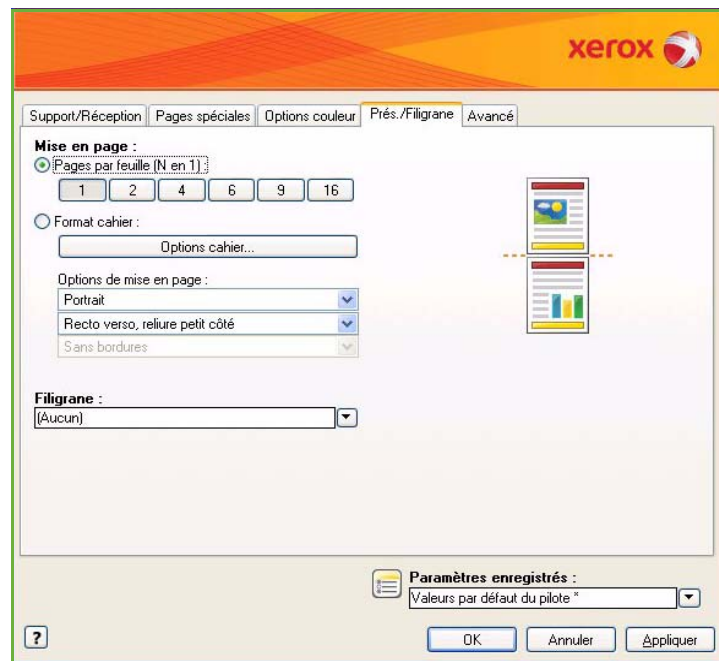 xerox
Support/Réception Pages spéciales Options couleur Prés./Filigrane Avancé
Mise en page :
Pages par feuille (N en 1) :
1 2 4 6 9 16
Format cahier :
Options cahier...
Options de mise en page :
Portrait
Recto verso, reliure petit côté
Sans bordures
Filigrane :
(Aucun)
Paramètres enregistrés :
Valeurs par défaut du pilote *
? OK Annuler Appliquer